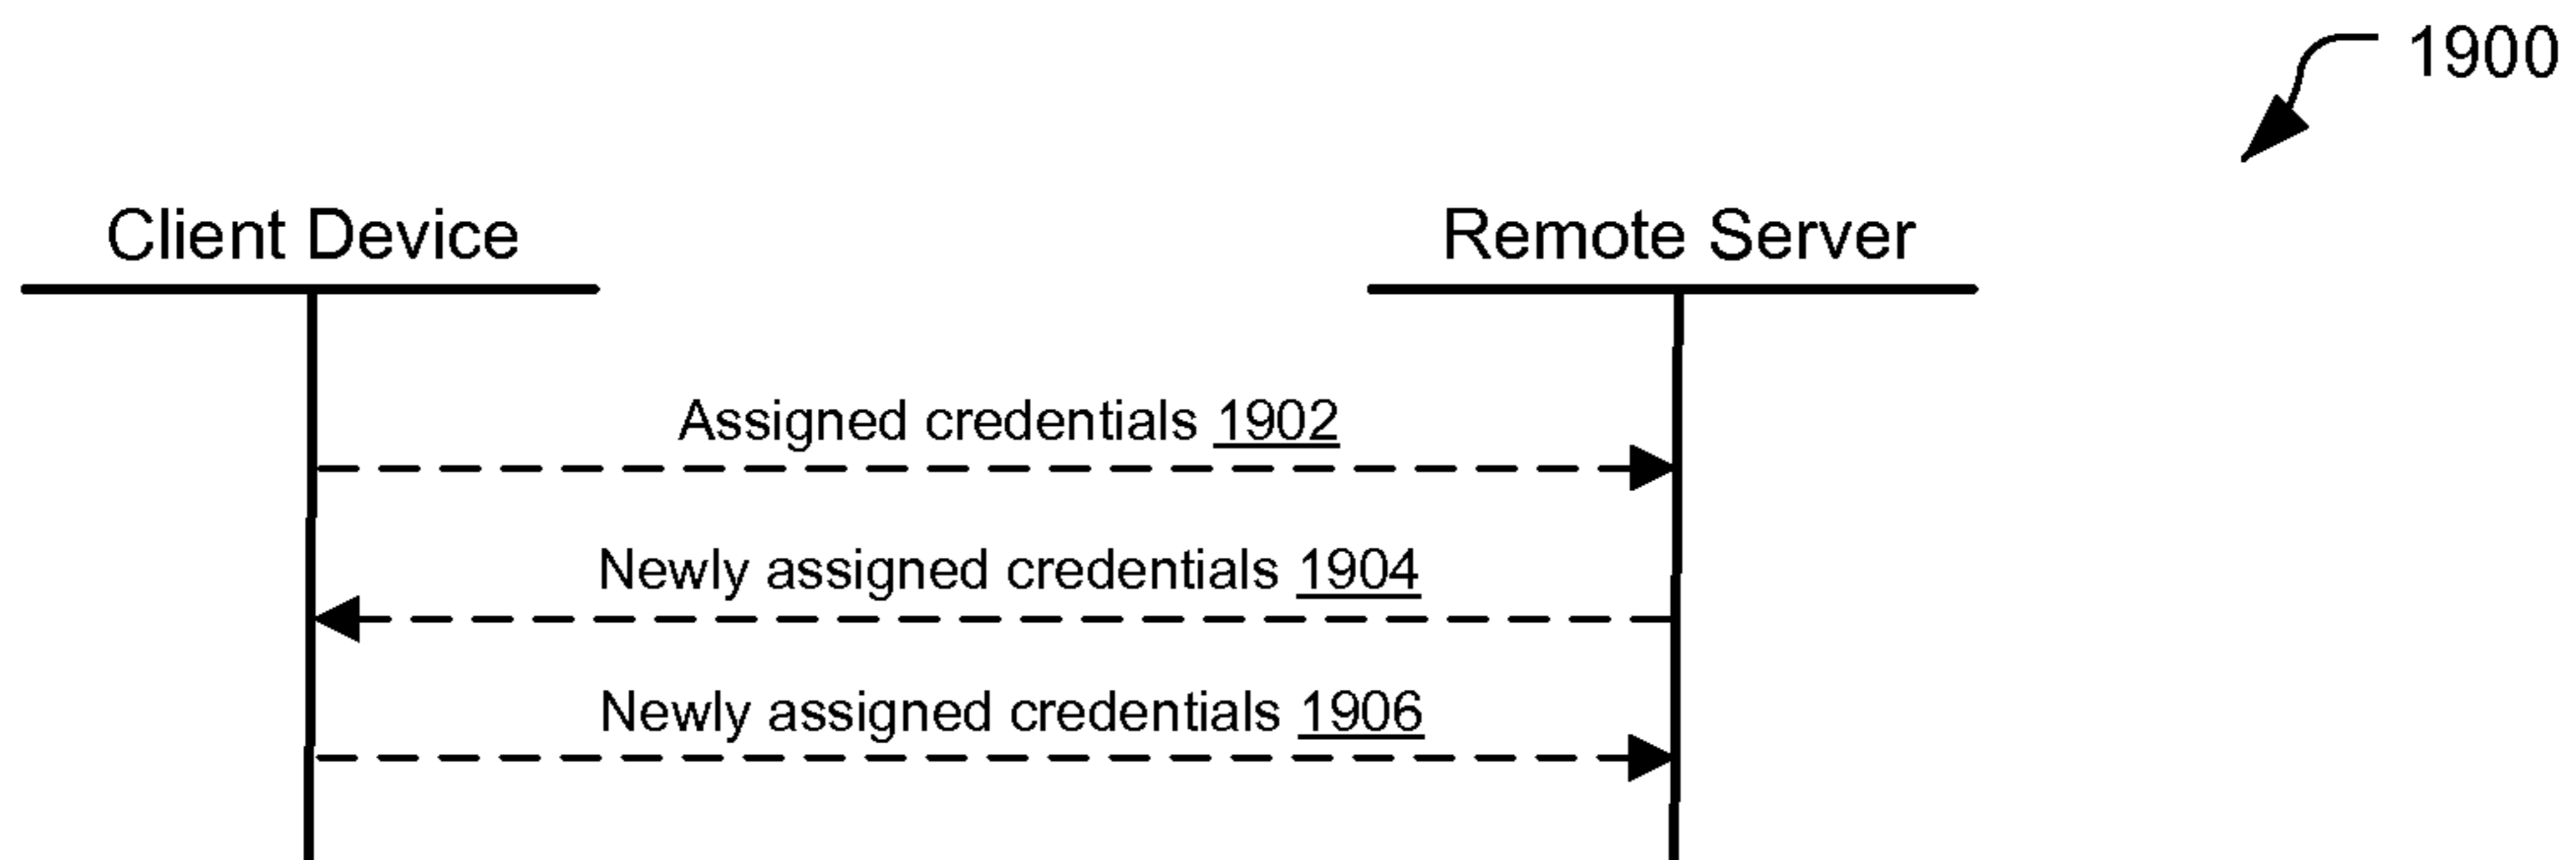 1900
Client Device
Remote Server
Assigned credentials 1902
Newly assigned credentials 1904
Newly assigned credentials 1906